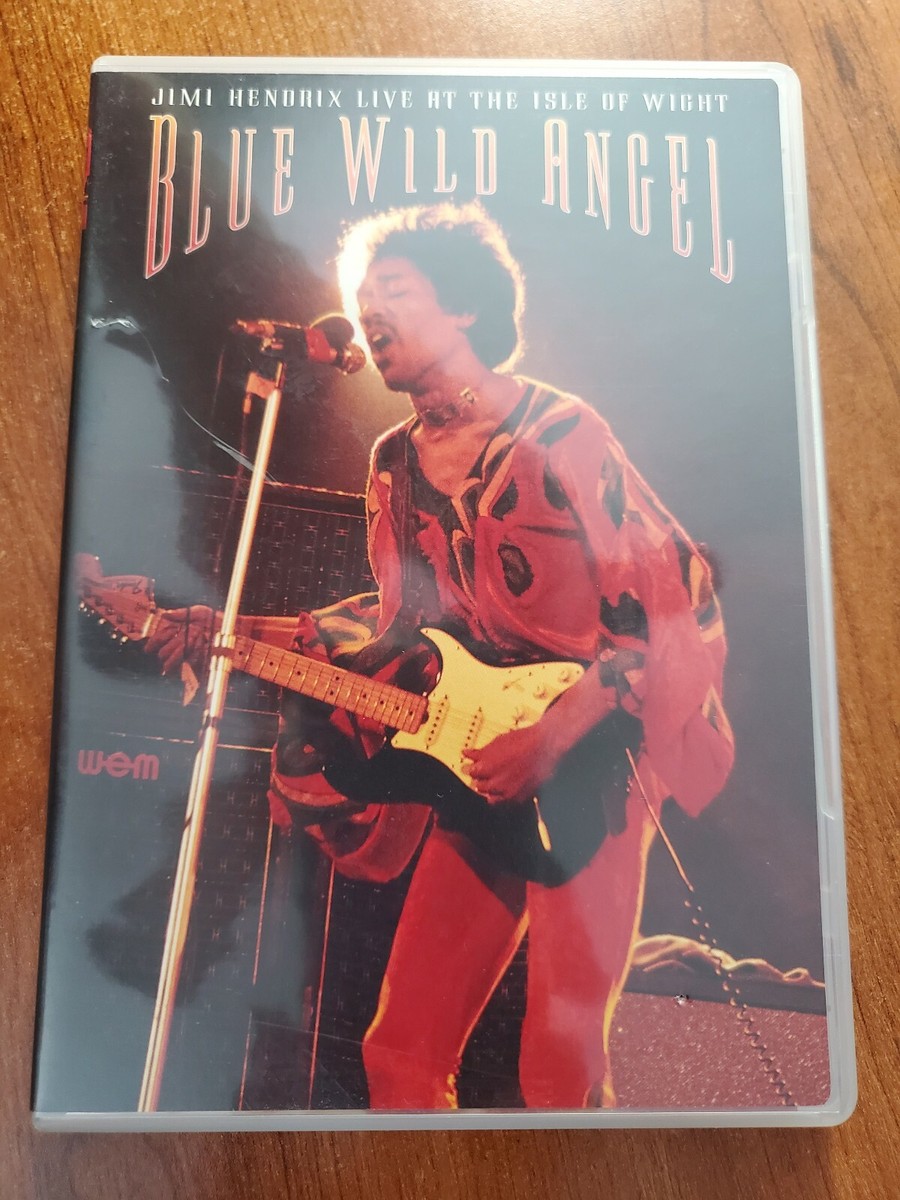 JIMI HENDRIX LIVE AT THE ISLE OF WIGHT
BLUE WILD ANGEL
wem